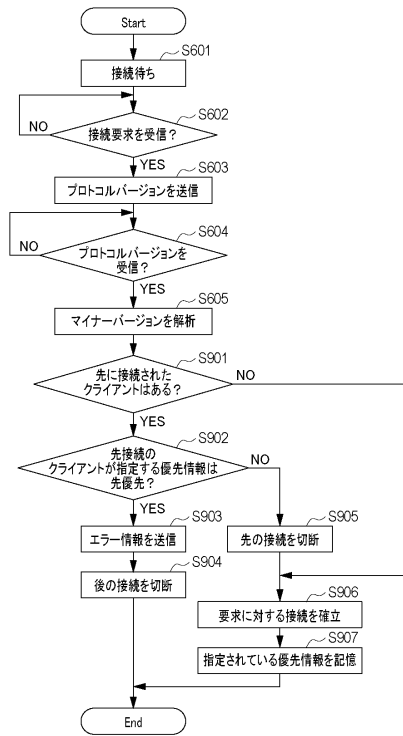 Start
S601
接続待ち
S602
接続要求を受信？
NO
YES
S603
プロトコルバージョンを送信
S604
プロトコルバージョンを
受信？
NO
YES
S605
マイナーバージョンを解析
S901
先に接続された
クライアントはある？
NO
YES
S902
先接続の
クライアントが指定する優先情報は
先優先？
NO
YES
S903
エラー情報を送信
S905
先の接続を切断
S904
後の接続を切断
S906
要求に対する接続を確立
S907
指定されている優先情報を記憶
End